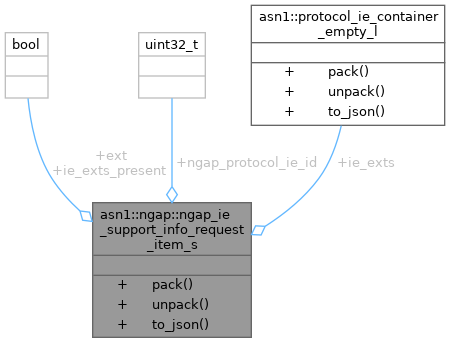 asn1::protocol_ie_container
_empty_l
+ pack()
+ unpack()
+ to_json()
bool
uint32_t
+ext
+ie_exts_present
+ngap_protocol_ie_id
+ie_exts
asn1::ngap::ngap_ie
_support_info_request
_item_s
+ pack()
+ unpack()
+ to_json()